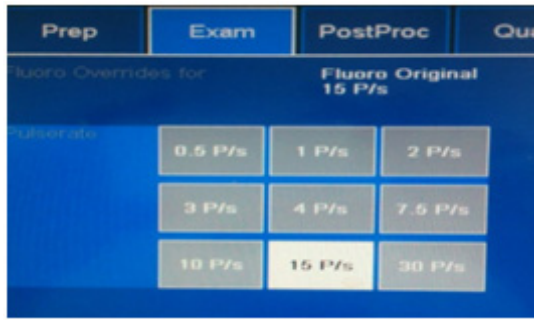 Prep Exam PostProc Qua
Fluoro Overrides for Fluoro Original
15 P/s
Pulserate
0.5 P/s 1 P/s 2 P/s
3 P/s 4 P/s 7.5 P/s
10 P/s 15 P/s 30 P/s